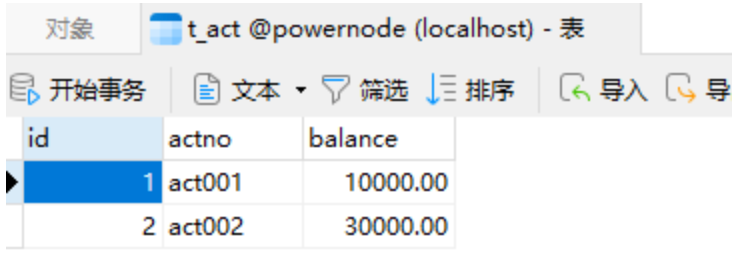 对象 t_act @powernode (localhost) - 表
开始事务 文本 筛选 排序 导入 导
id actno balance
1 act001 10000.00
2 act002 30000.00